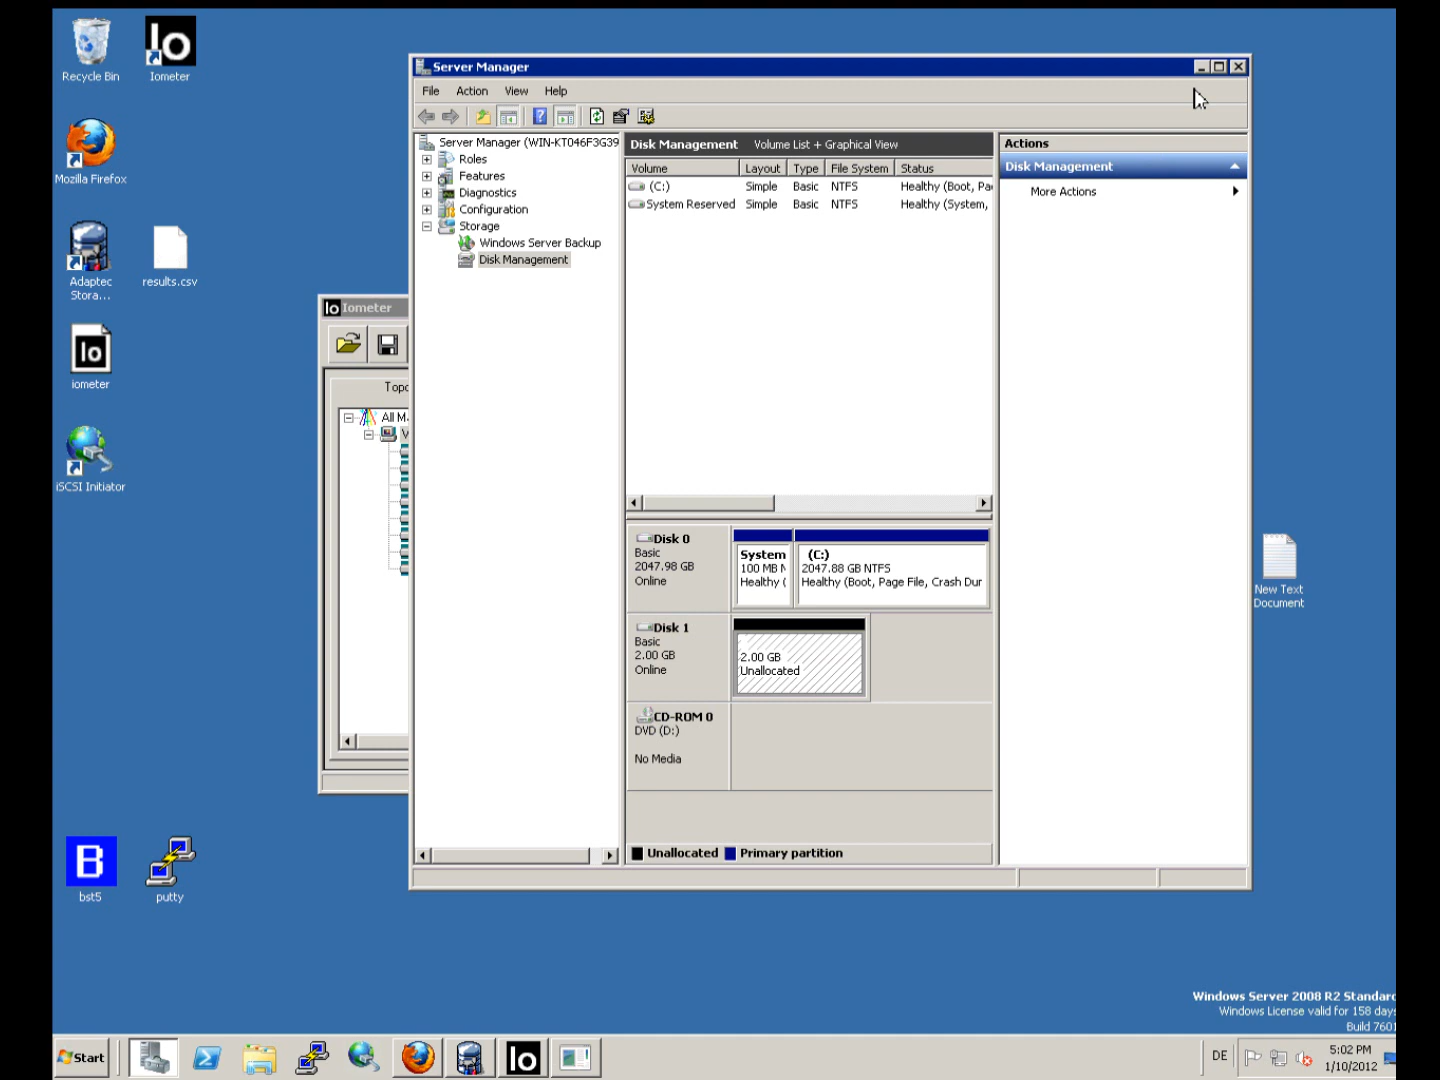 Recycle Bin
Iometer
Mozilla Firefox
Adaptec
Stora...
results.csv
iometer
iSCSI Initiator
bst5
putty
Iometer
All M
Server Manager
File Action View Help
Server Manager (WIN-KT046F3G39
Roles
Features
Diagnostics
Configuration
Storage
Windows Server Backup
Disk Management
Disk Management Volume List + Graphical View
Volume Layout Type File System Status
(C:) Simple Basic NTFS Healthy (Boot, Pa
System Reserved Simple Basic NTFS Healthy (System,
Disk 0
Basic
2047.98 GB
Online
System
100 MB N
Healthy (
(C:)
2047.88 GB NTFS
Healthy (Boot, Page File, Crash Dur
Disk 1
Basic
2.00 GB
Online
2.00 GB
Unallocated
CD-ROM 0
DVD (D:)
No Media
Unallocated Primary partition
Actions
Disk Management
More Actions
New Text
Document
Windows Server 2008 R2 Standard
Windows License valid for 158 days
Build 7601
Start
DE
5:02 PM
1/10/2012